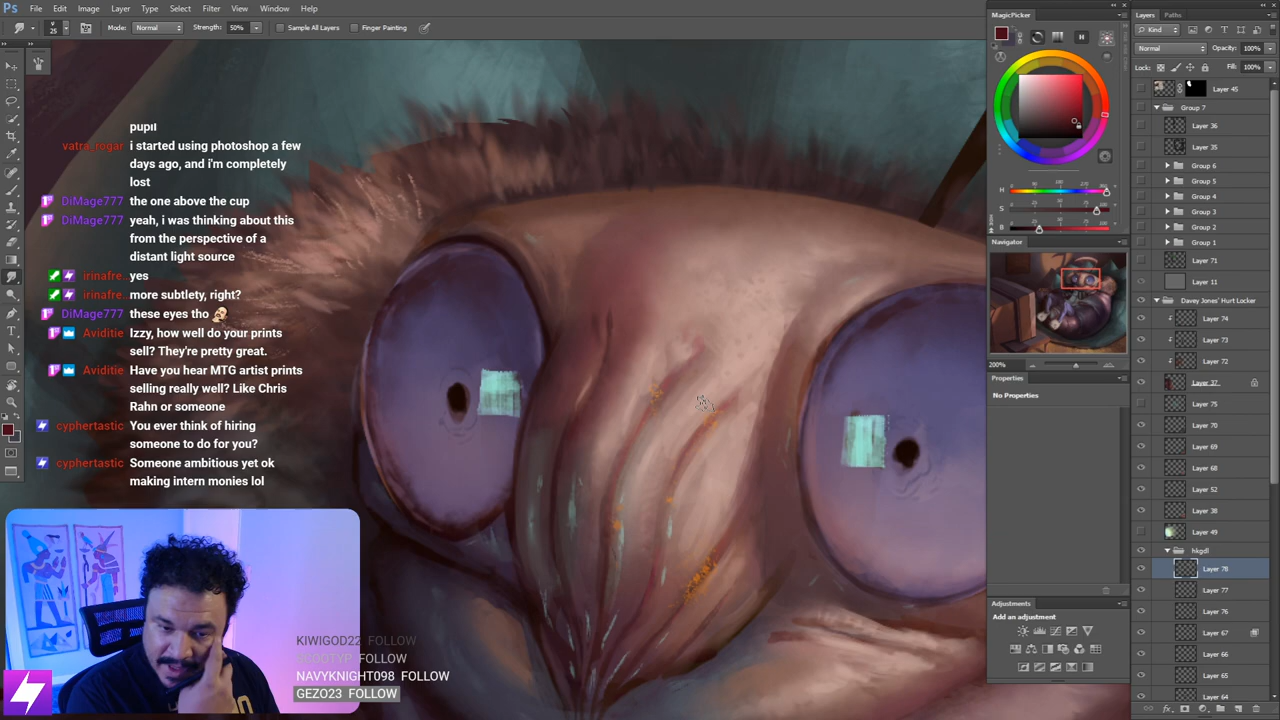 Ps File Edit Image Layer Type Select Filter 3D View Window Help
25 Mode: Normal Strength: 50% Sample All Layers Finger Painting
pupil
vatra_rogar i started using photoshop a few
days ago, and i'm completely
lost
DiMage777 the one above the cup
DiMage777 yeah, i was thinking about this
from the perspective of a
distant light source
irinafre. yes
irinafre. more subtlety, right?
DiMage777 these eyes tho
Aviditie Izzy, how well do your prints
sell? They're pretty great.
Aviditie Have you hear MTG artist prints
selling really well? Like Chris
Rahn or someone
cyphertastic You ever think of hiring
someone to do for you?
cyphertastic Someone ambitious yet ok
making intern monies lol
KIWIGOD22 FOLLOW
FOLLOW
NAVYKNIGHT098 FOLLOW
GEZO23 FOLLOW
MagicPicker
H
H
S
B
Navigator
200%
Properties
No Properties
Adjustments
Add an adjustment
Layers Paths
Kind
Normal Opacity: 100%
Lock: Fill: 100%
Layer 45
Group 7
Layer 36
Layer 35
Group 6
Group 5
Group 4
Group 3
Group 2
Group 1
Layer 71
Layer 11
Davey Jones' Hurt Locker
Layer 74
Layer 73
Layer 72
Layer 37
Layer 75
Layer 70
Layer 69
Layer 68
Layer 52
Layer 38
Layer 49
hkgdl
Layer 78
Layer 77
Layer 76
Layer 67
Layer 66
Layer 65
Layer 64
fx